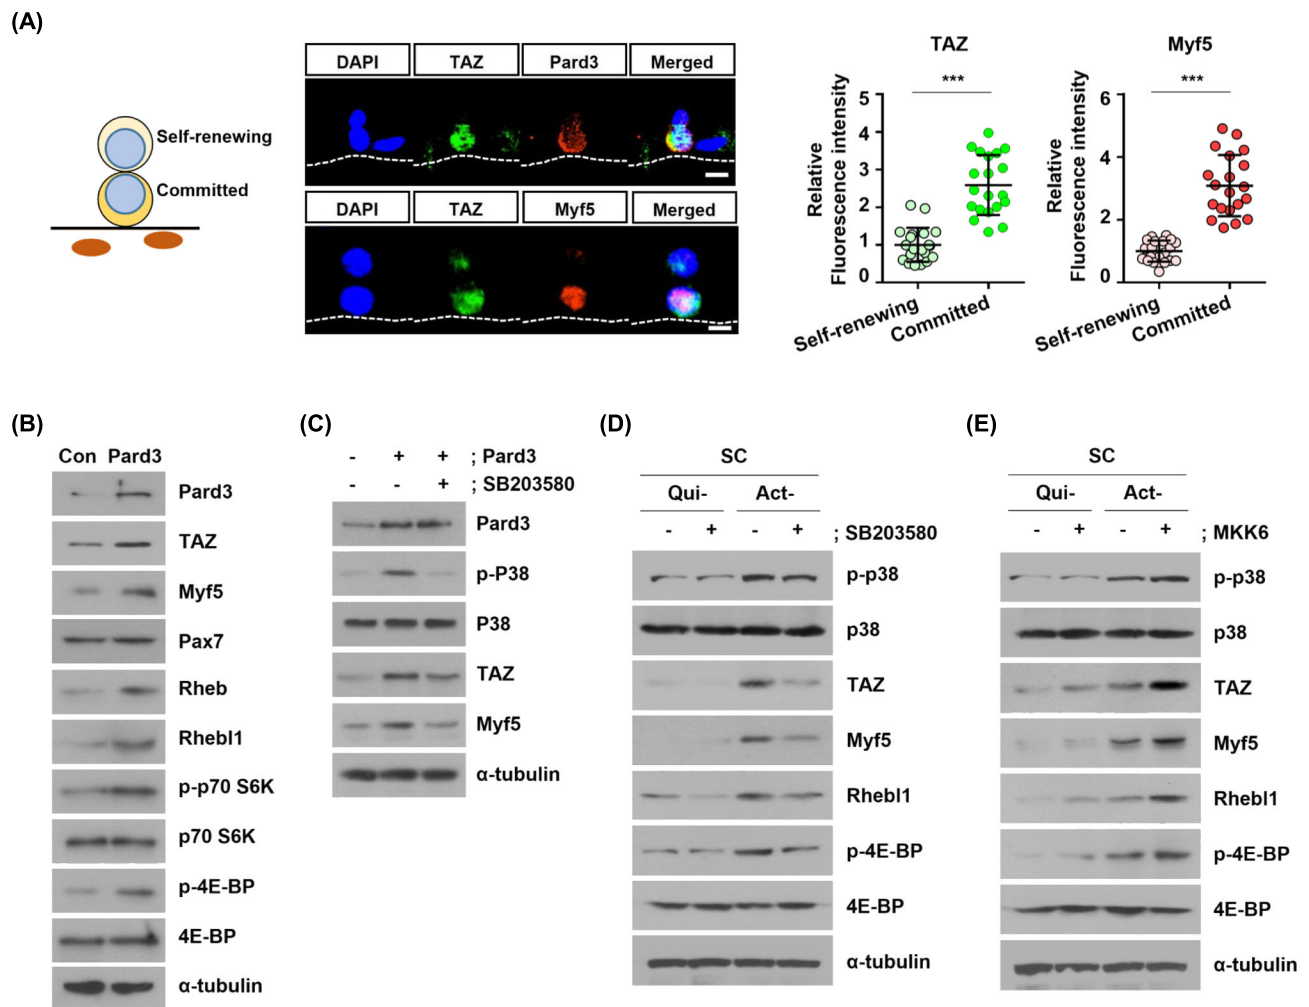 (A)
Self-renewing
Committed
DAPI TAZ Pard3 Merged
DAPI TAZ Myf5 Merged
TAZ
***
Relative
Fluorescence intensity
5
4
3
2
1
0
Self-renewing
Committed
Myf5
***
Relative
Fluorescence intensity
6
4
2
0
Self-renewing
Committed
(B)
Con Pard3
Pard3
TAZ
Myf5
Pax7
Rheb
Rhebl1
p-p70 S6K
p70 S6K
p-4E-BP
4E-BP
α-tubulin
(C)
- + + ; Pard3
- - + ; SB203580
Pard3
p-P38
P38
TAZ
Myf5
α-tubulin
(D)
SC
Qui- Act-
- + - + ; SB203580
p-p38
p38
TAZ
Myf5
Rhebl1
p-4E-BP
4E-BP
α-tubulin
(E)
SC
Qui- Act-
- + - + ; MKK6
p-p38
p38
TAZ
Myf5
Rhebl1
p-4E-BP
4E-BP
α-tubulin